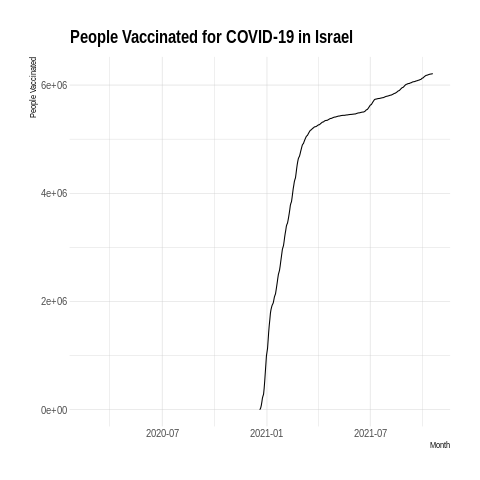 People Vaccinated for COVID-19 in Israel
People Vaccinated
6e+06
4e+06
2e+06
0e+00
2020-07
2021-01
2021-07
Month